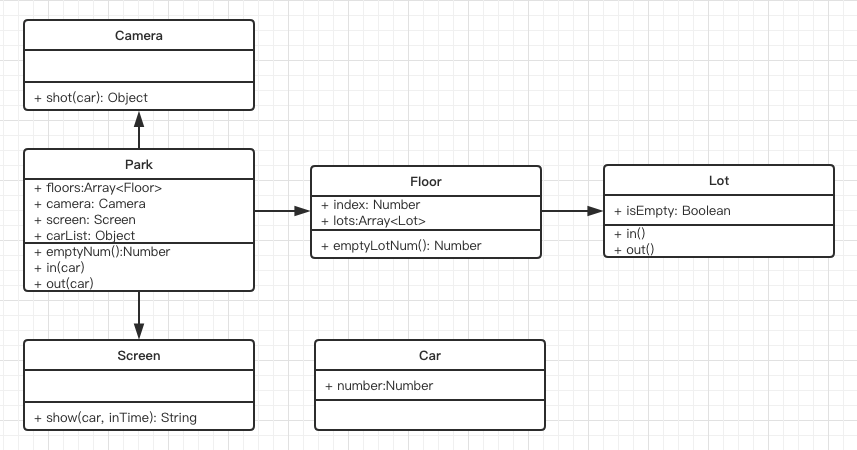 Camera
+ shot(car): Object
Park
+ floors:Array<Floor>
+ camera: Camera
+ screen: Screen
+ carList: Object
+ emptyNum():Number
+ in(car)
+ out(car)
Floor
+ index: Number
+ lots:Array<Lot>
+ emptyLotNum(): Number
Lot
+ isEmpty: Boolean
+ in()
+ out()
Screen
+ show(car, inTime): String
Car
+ number:Number